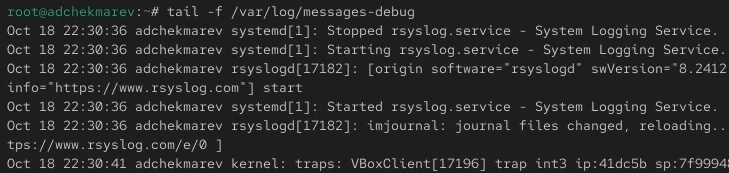 root@adchekmarev:~# tail -f /var/log/messages-debug
Oct 18 22:30:36 adchekmarev systemd[1]: Stopped rsyslog.service - System Logging Service.
Oct 18 22:30:36 adchekmarev systemd[1]: Starting rsyslog.service - System Logging Service.
Oct 18 22:30:36 adchekmarev rsyslogd[17182]: [origin software="rsyslogd" swVersion="8.2412
info="https://www.rsyslog.com"] start
Oct 18 22:30:36 adchekmarev systemd[1]: Started rsyslog.service - System Logging Service.
Oct 18 22:30:36 adchekmarev rsyslogd[17182]: imjournal: journal files changed, reloading..
tps://www.rsyslog.com/e/0 ]
Oct 18 22:30:41 adchekmarev kernel: traps: VBoxClient[17196] trap int3 ip:41dc5b sp:7f9994